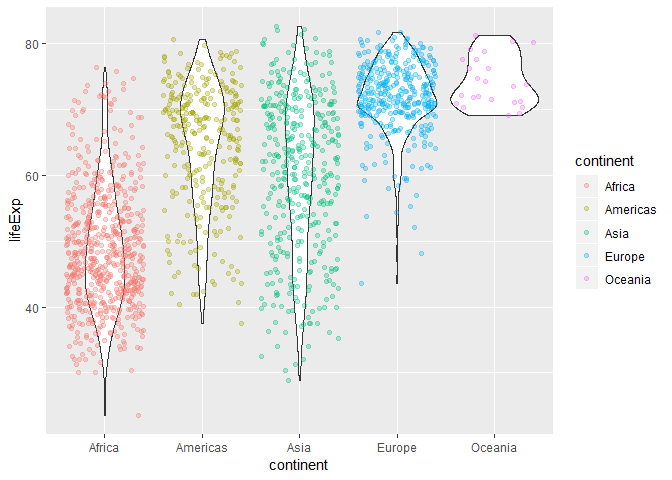 lifeExp
80
60
40
Africa Americas Asia Europe Oceania
continent
continent
Africa
Americas
Asia
Europe
Oceania